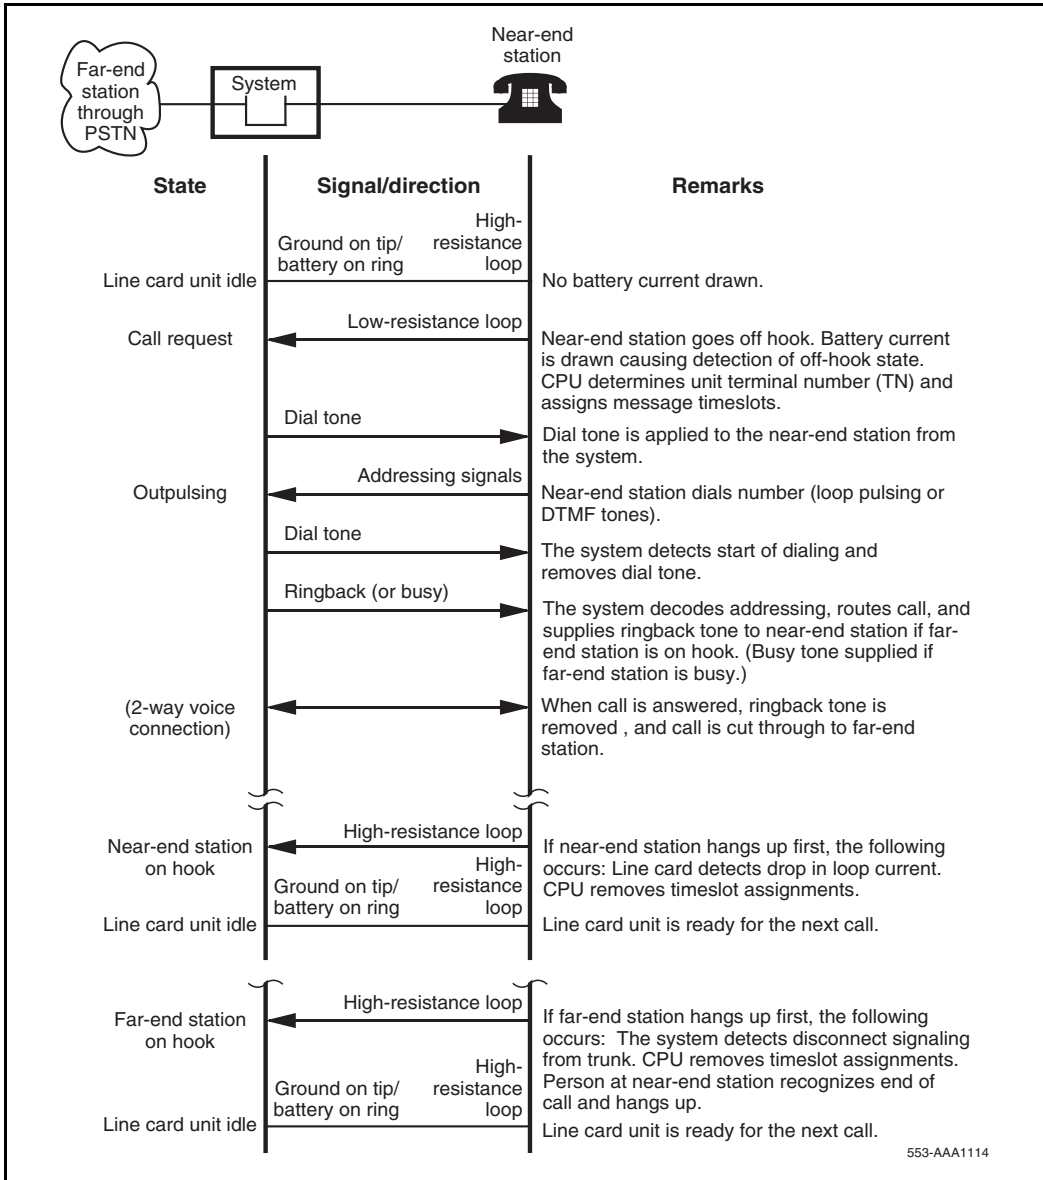 Near-end
station
Far-end
station
through
PSTN
System
State
Signal/direction
Remarks
High-
resistance
loop
Ground on tip/
battery on ring
Line card unit idle
No battery current drawn.
Low-resistance loop
Call request
Near-end station goes off hook. Battery current
is drawn causing detection of off-hook state.
CPU determines unit terminal number (TN) and
assigns message timeslots.
Dial tone
Dial tone is applied to the near-end station from
the system.
Addressing signals
Outpulsing
Near-end station dials number (loop pulsing or
DTMF tones).
Dial tone
The system detects start of dialing and
removes dial tone.
Ringback (or busy)
The system decodes addressing, routes call, and
supplies ringback tone to near-end station if far-
end station is on hook. (Busy tone supplied if
far-end station is busy.)
(2-way voice
connection)
When call is answered, ringback tone is
removed , and call is cut through to far-end
station.
High-resistance loop
Near-end station
on hook
If near-end station hangs up first, the following
occurs: Line card detects drop in loop current.
CPU removes timeslot assignments.
High-
resistance
loop
Ground on tip/
battery on ring
Line card unit idle
Line card unit is ready for the next call.
High-resistance loop
Far-end station
on hook
If far-end station hangs up first, the following
occurs:  The system detects disconnect signaling
from trunk. CPU removes timeslot assignments.
Person at near-end station recognizes end of
call and hangs up.
High-
resistance
loop
Ground on tip/
battery on ring
Line card unit idle
Line card unit is ready for the next call.
553-AAA1114